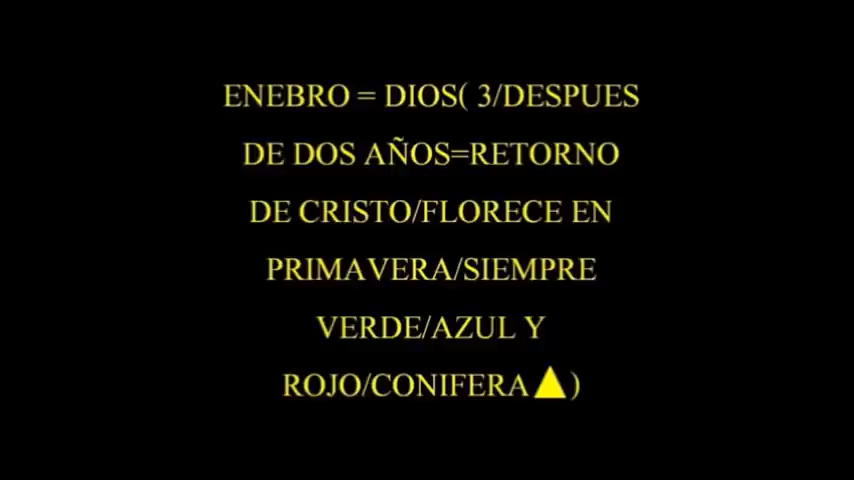 ENEBRO = DIOS( 3/DESPUES
DE DOS AÑOS=RETORNO
DE CRISTO/FLORECE EN
PRIMAVERA/SIEMPRE
VERDE/AZUL Y
ROJO/CONIFERA▲)